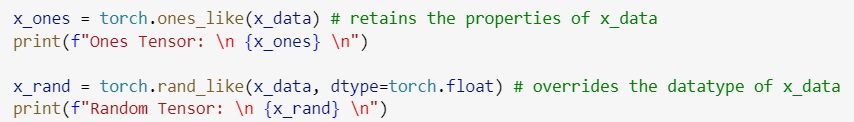 x_ones = torch.ones_like(x_data) # retains the properties of x_data
print(f"Ones Tensor: \n {x_ones} \n")
x_rand = torch.rand_like(x_data, dtype=torch.float) # overrides the datatype of x_data
print(f"Random Tensor: \n {x_rand} \n")